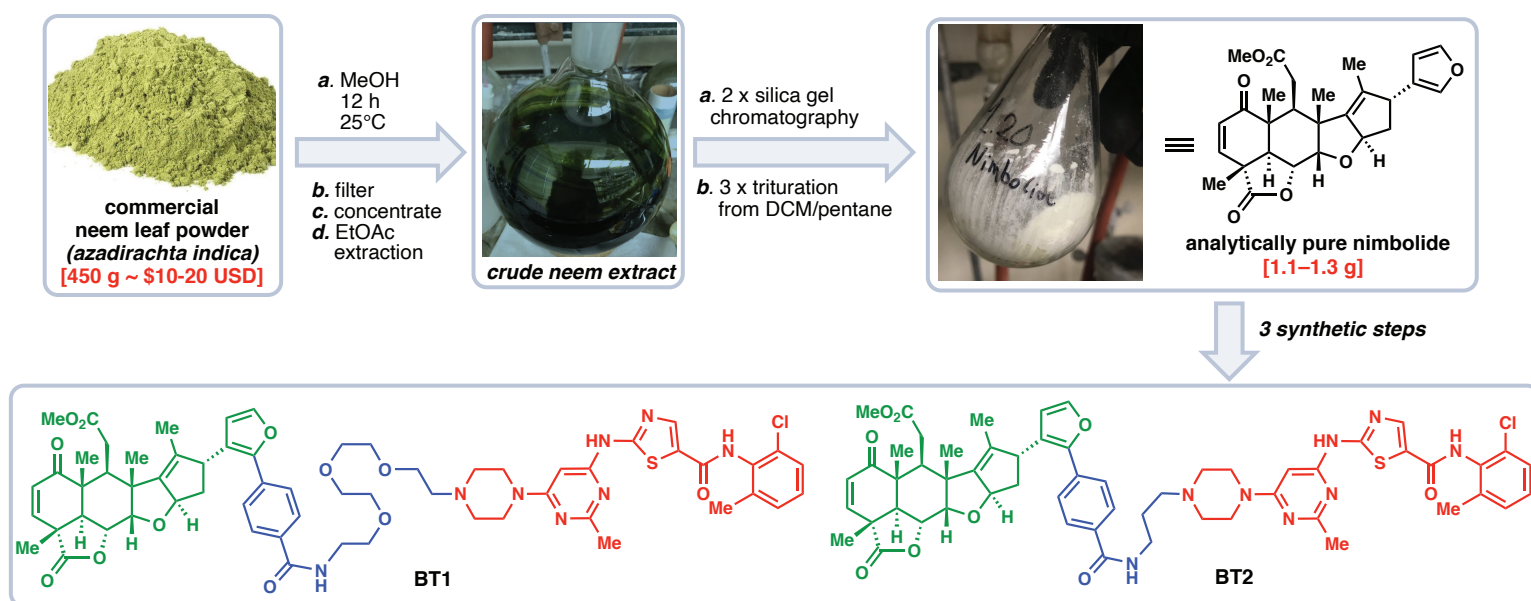 a. MeOH
12 h
25°C
b. filter
c. concentrate
d. EtOAc
extraction
commercial
neem leaf powder
(azadirachta indica)
[450 g ~ $10-20 USD]
crude neem extract
a. 2 x silica gel
chromatography
b. 3 x trituration
from DCM/pentane
1.20
Nimbolide
MeO2C
O
Me
Me
Me
O
H
H
O
H
Me
O
O
analytically pure nimbolide
[1.1–1.3 g]
3 synthetic steps
MeO2C
O
Me
Me
Me
O
H
H
O
H
Me
O
O
O
N
H
O
O
O
N
N
N
N
Me
HN
N
S
O
H
N
Cl
Me
BT1
MeO2C
O
Me
Me
Me
O
H
H
O
H
Me
O
O
O
N
H
N
N
N
N
Me
HN
N
S
O
H
N
Cl
Me
BT2